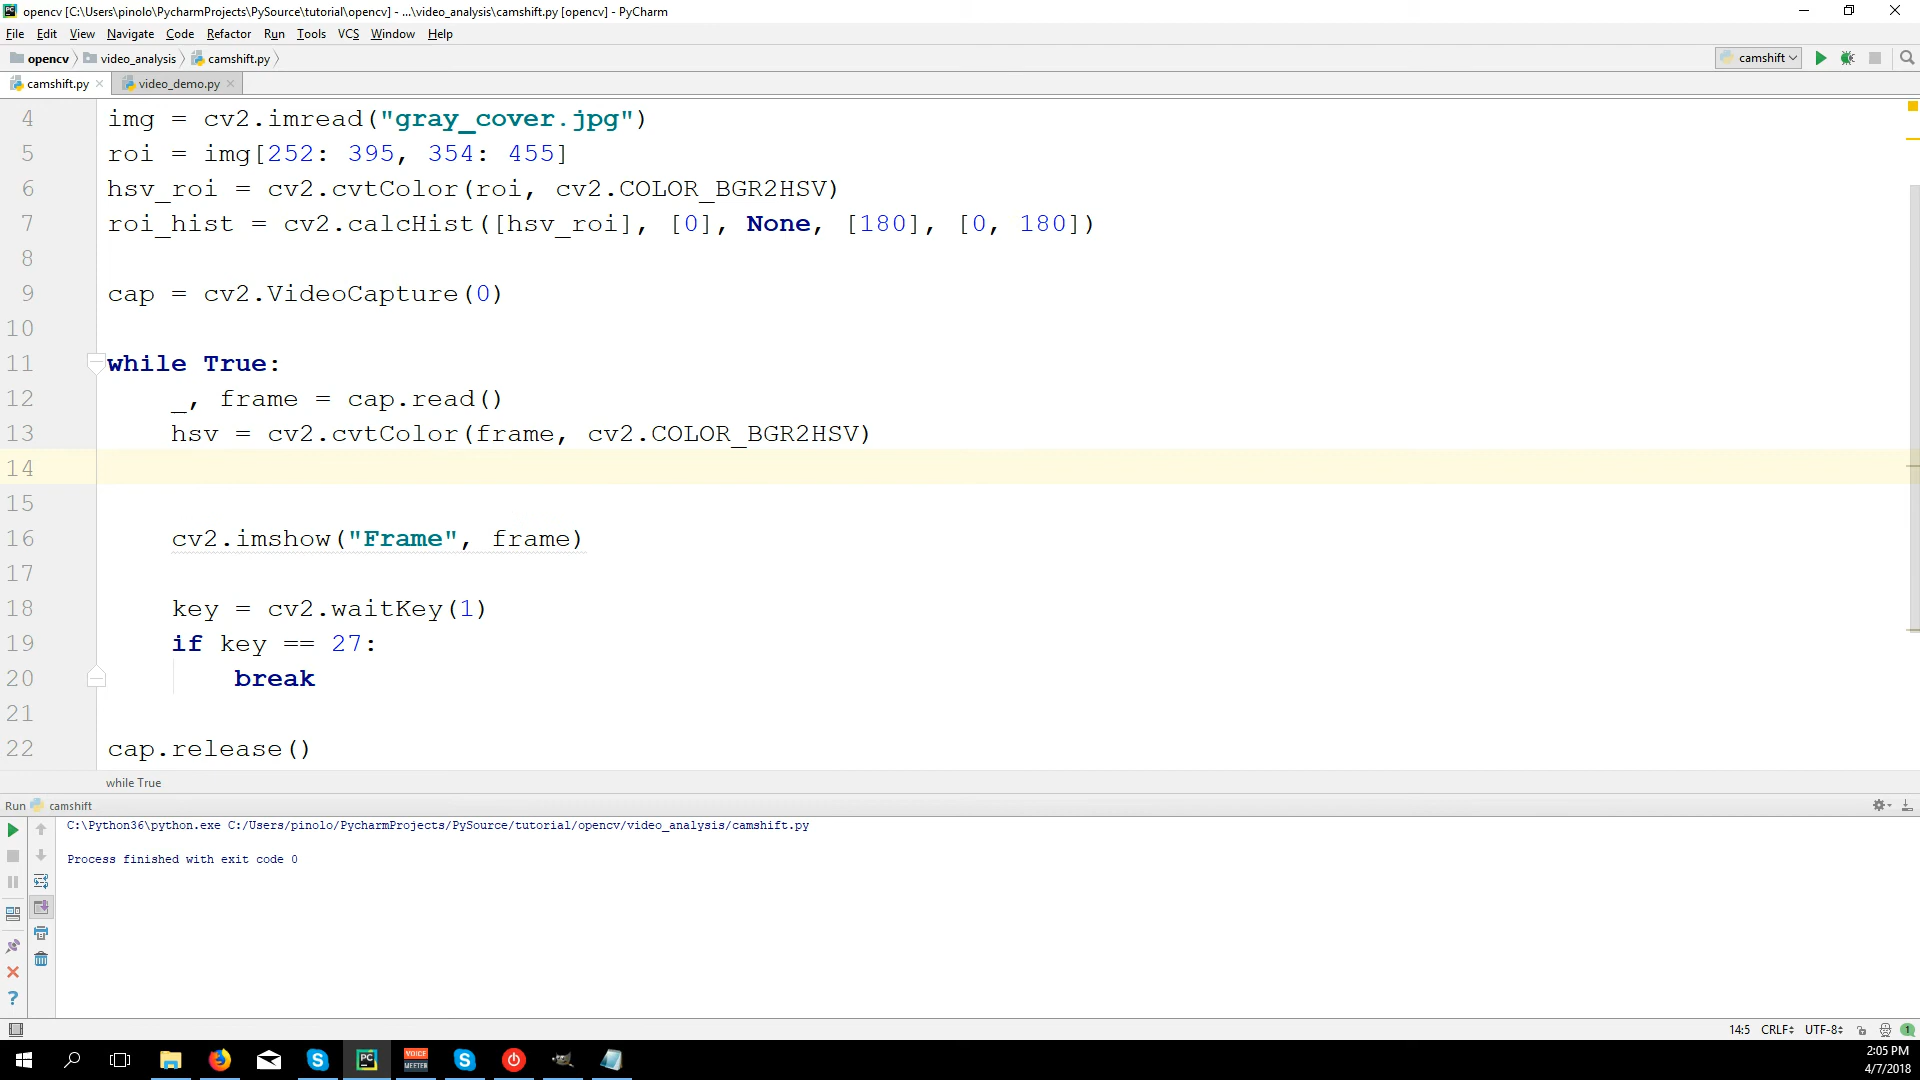 opencv [C:\Users\pinolo\PycharmProjects\PySource\tutorial\opencv] - ...\video_analysis\camshift.py [opencv] - PyCharm
File Edit View Navigate Code Refactor Run Tools VCS Window Help
opencv video_analysis camshift.py
camshift
camshift.py video_demo.py
4 img = cv2.imread("gray_cover.jpg")
5 roi = img[252: 395, 354: 455]
6 hsv_roi = cv2.cvtColor(roi, cv2.COLOR_BGR2HSV)
7 roi_hist = cv2.calcHist([hsv_roi], [0], None, [180], [0, 180])
8
9 cap = cv2.VideoCapture(0)
10
11 while True:
12 _, frame = cap.read()
13 hsv = cv2.cvtColor(frame, cv2.COLOR_BGR2HSV)
14
15
16 cv2.imshow("Frame", frame)
17
18 key = cv2.waitKey(1)
19 if key == 27:
20 break
21
22 cap.release()
while True
Run camshift
C:\Python36\python.exe C:/Users/pinolo/PycharmProjects/PySource/tutorial/opencv/video_analysis/camshift.py
Process finished with exit code 0
14:5 CRLF UTF-8 1
VOICE
MEETER
2:05 PM
4/7/2018